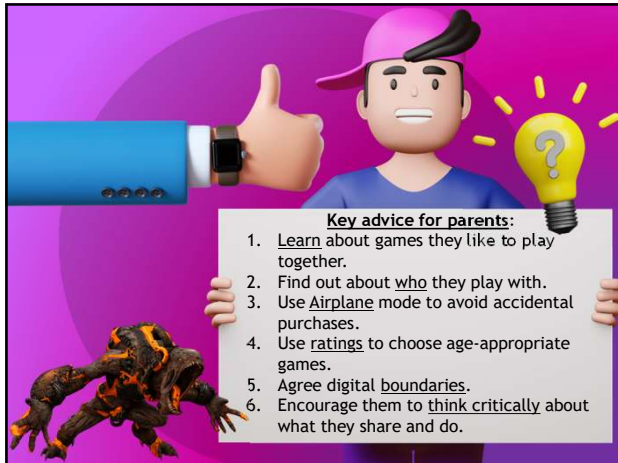 Key advice for parents:
1. Learn about games they like to play
together.
2. Find out about who they play with.
3. Use Airplane mode to avoid accidental
purchases.
4. Use ratings to choose age-appropriate
games.
5. Agree digital boundaries.
6. Encourage them to think critically about
what they share and do.
?